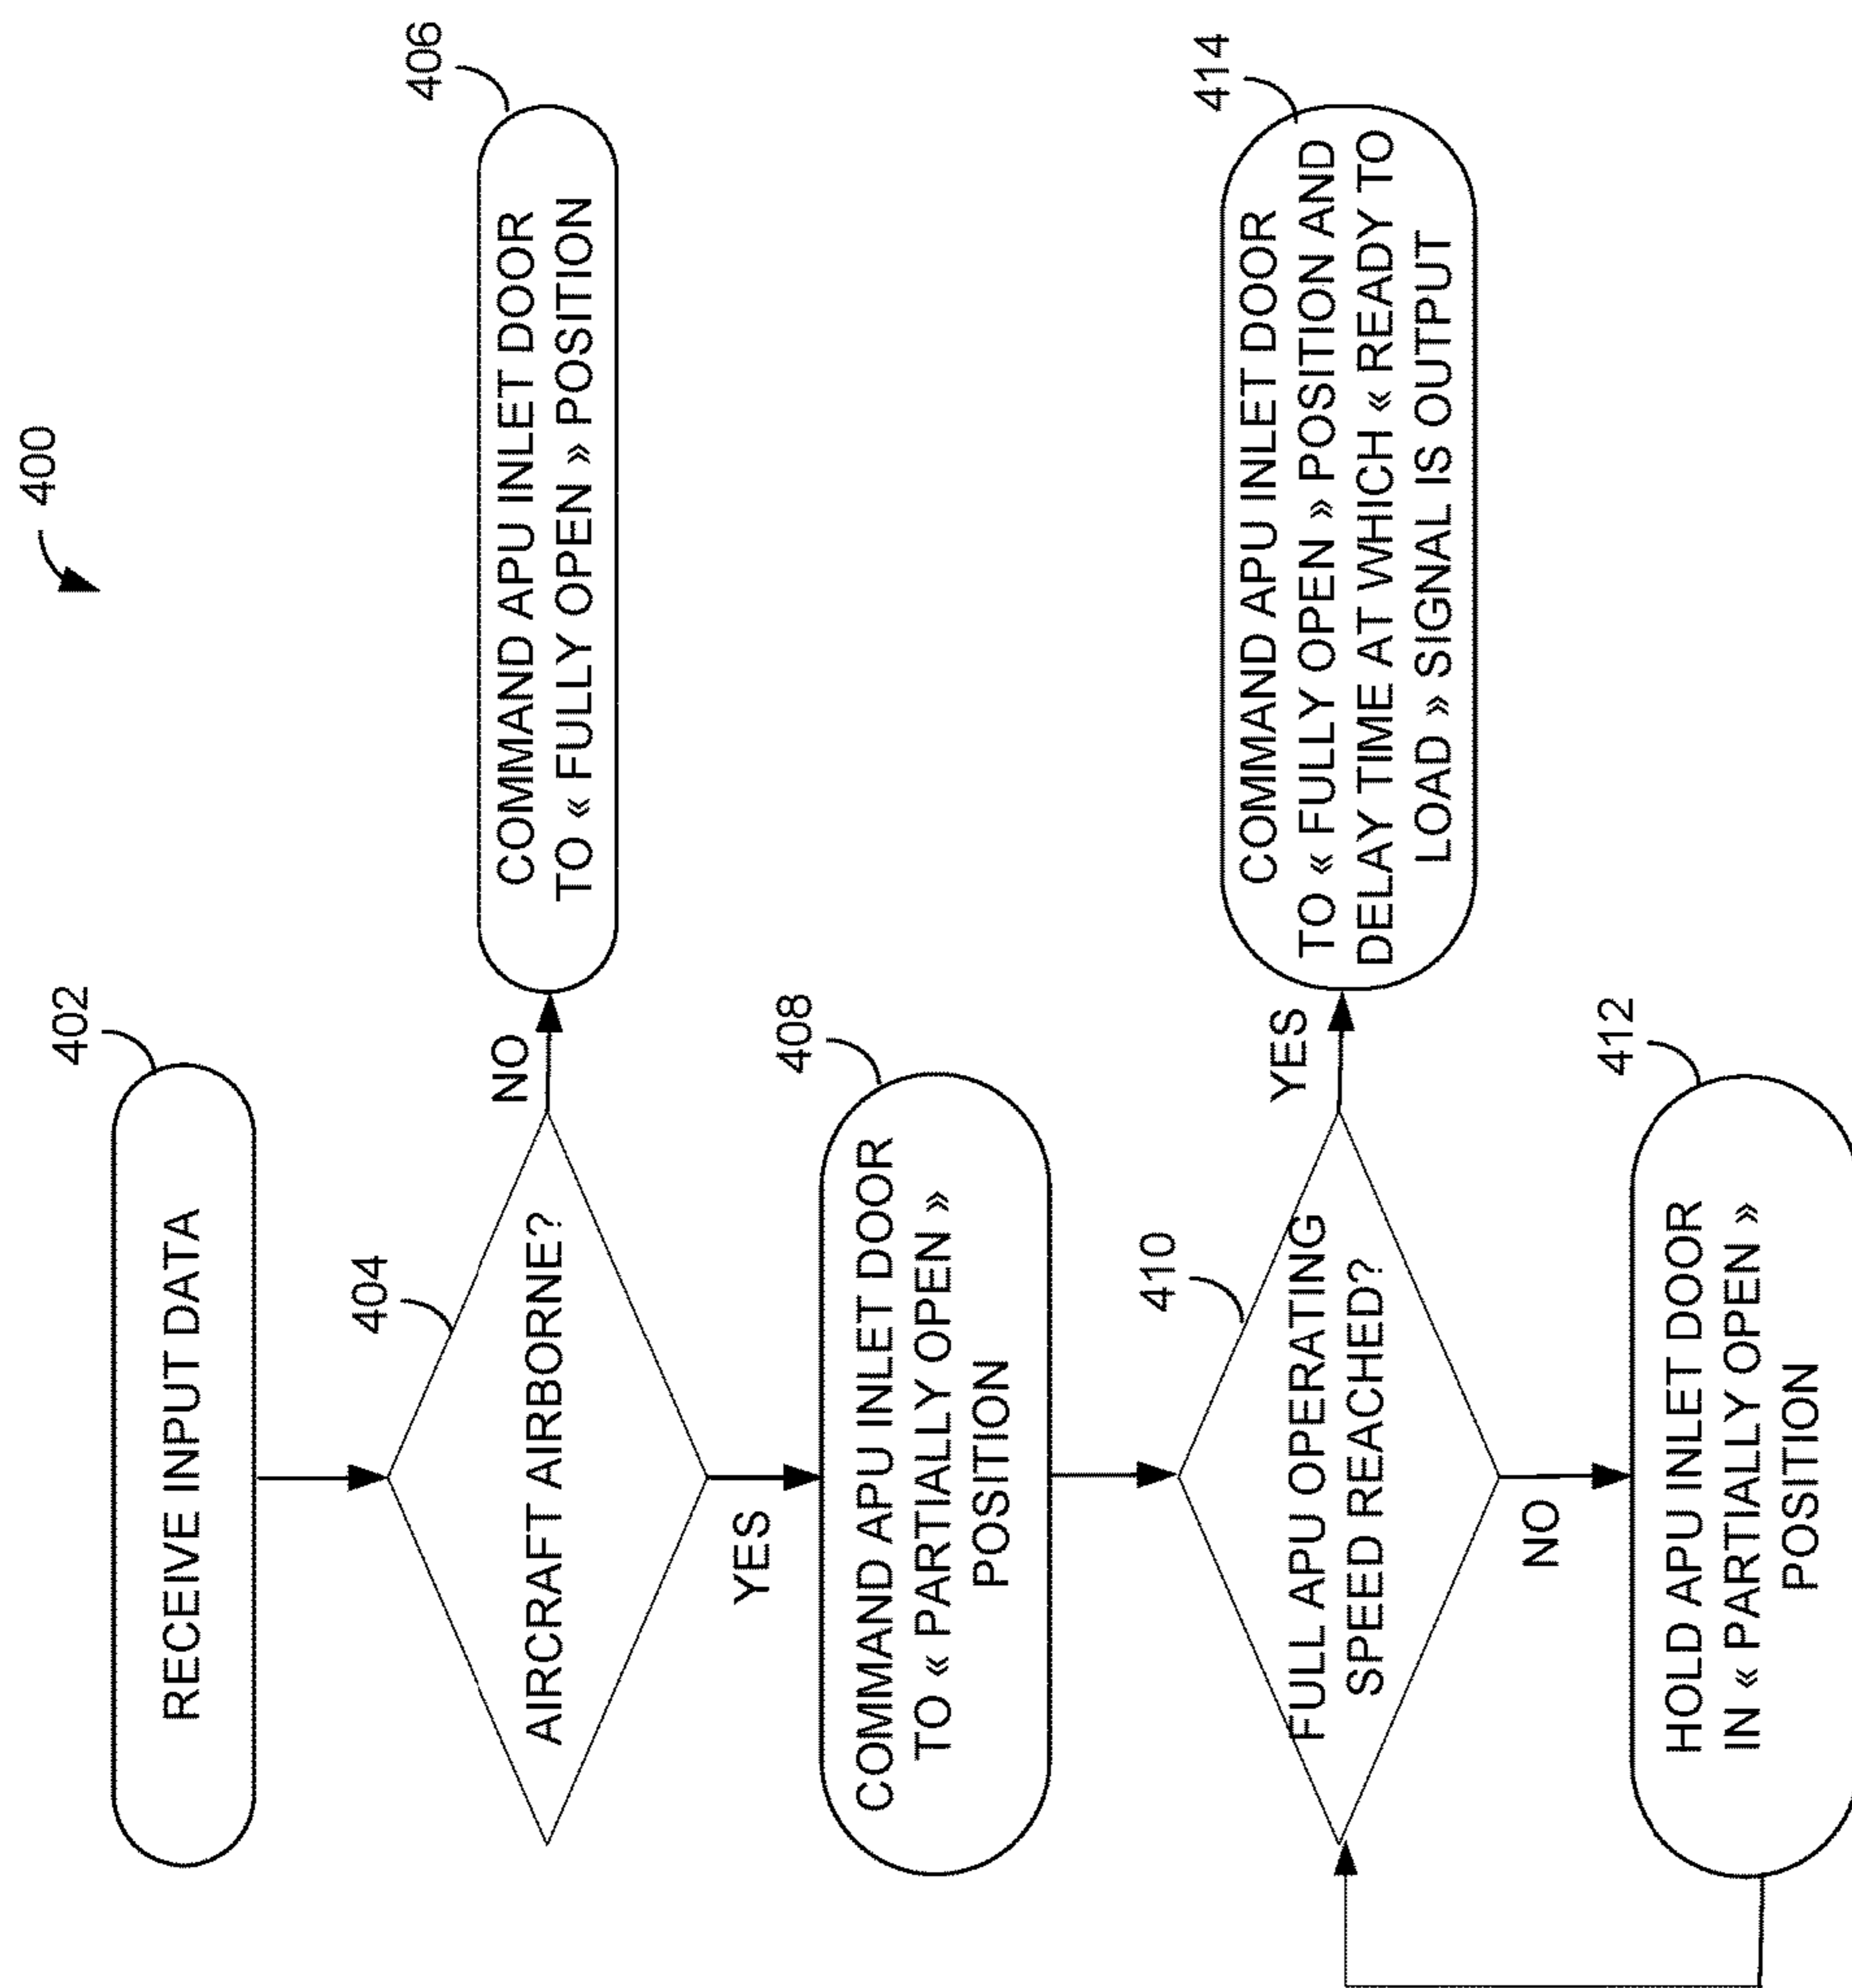 400
402
RECEIVE INPUT DATA
404
AIRCRAFT AIRBORNE?
NO
406
COMMAND APU INLET DOOR
TO « FULLY OPEN » POSITION
YES
408
COMMAND APU INLET DOOR
TO « PARTIALLY OPEN »
POSITION
410
FULL APU OPERATING
SPEED REACHED?
YES
414
COMMAND APU INLET DOOR
TO « FULLY OPEN » POSITION AND
DELAY TIME AT WHICH « READY TO
LOAD » SIGNAL IS OUTPUT
NO
412
HOLD APU INLET DOOR
IN « PARTIALLY OPEN »
POSITION